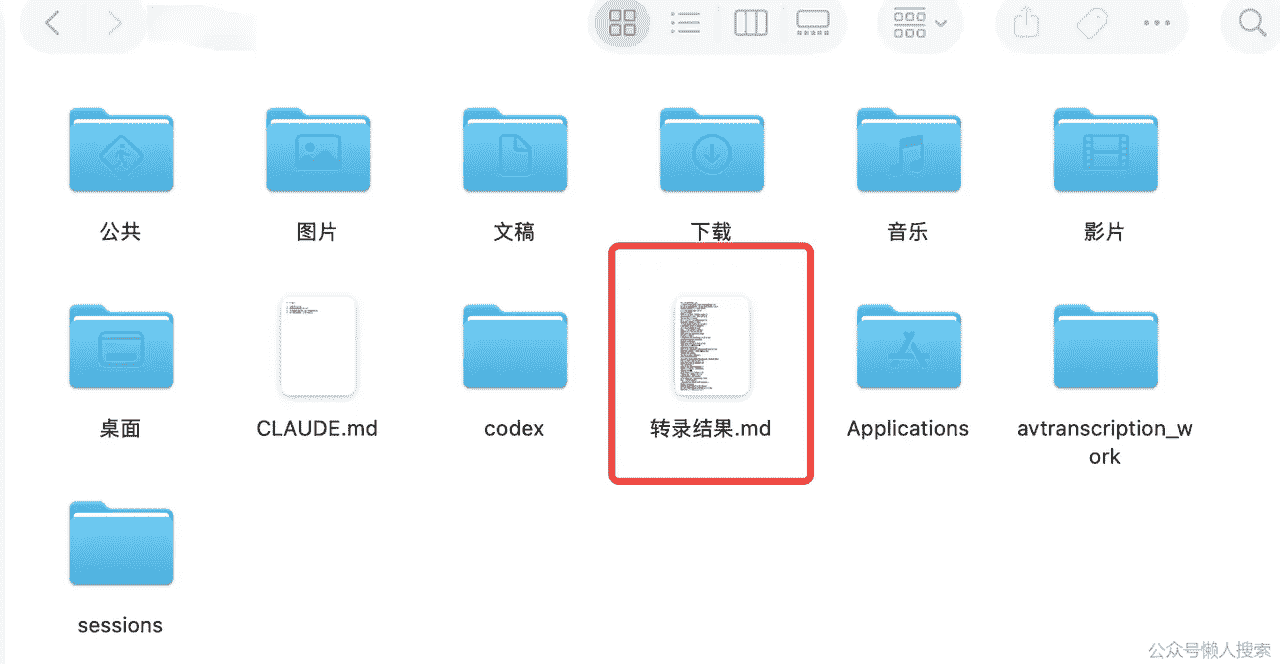 公共
图片
文稿
下载
音乐
影片
桌面
CLAUDE.md
codex
转录结果.md
Applications
avtranscription_w
ork
sessions
公众号懒人搜索